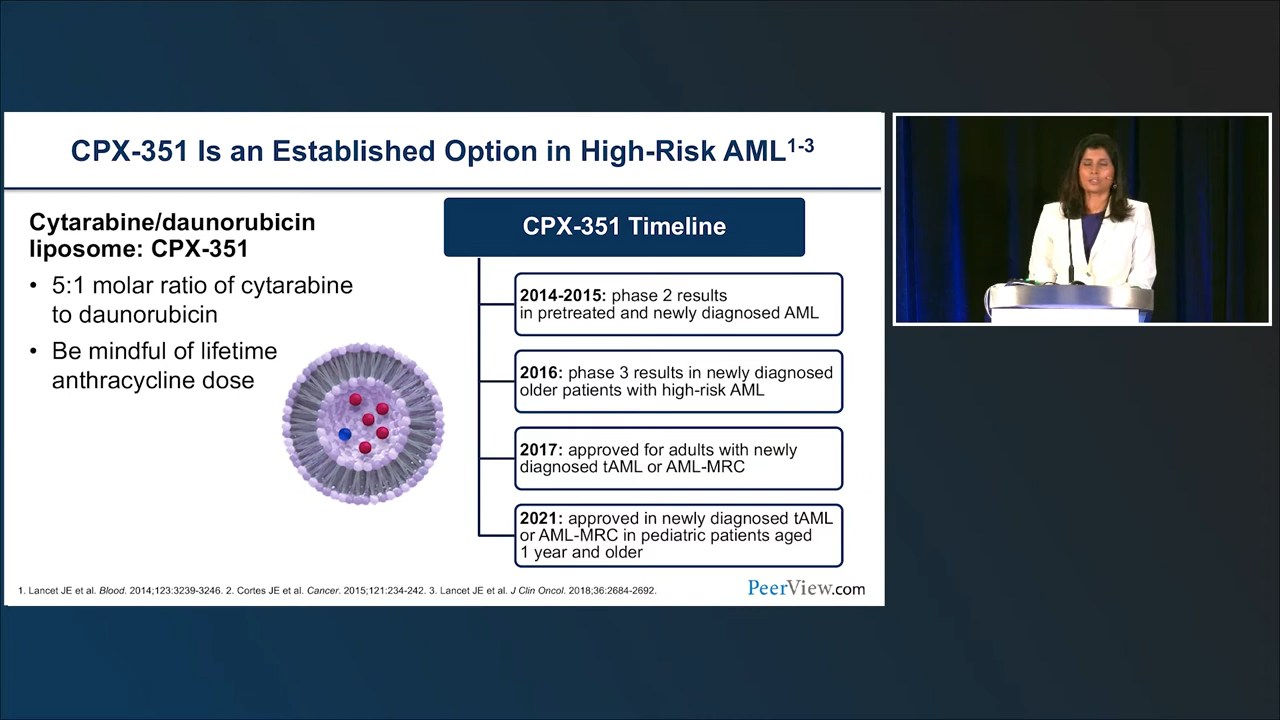 CPX-351 Is an Established Option in High-Risk AML1-3
Cytarabine/daunorubicin
liposome: CPX-351
• 5:1 molar ratio of cytarabine
to daunorubicin
• Be mindful of lifetime
anthracycline dose
CPX-351 Timeline
2014-2015: phase 2 results
in pretreated and newly diagnosed AML
2016: phase 3 results in newly diagnosed
older patients with high-risk AML
2017: approved for adults with newly
diagnosed tAML or AML-MRC
2021: approved in newly diagnosed tAML
or AML-MRC in pediatric patients aged
1 year and older
1. Lancet JE et al. Blood. 2014;123:3239-3246. 2. Cortes JE et al. Cancer. 2015;121:234-242. 3. Lancet JE et al. J Clin Oncol. 2018;36:2684-2692.
PeerView.com